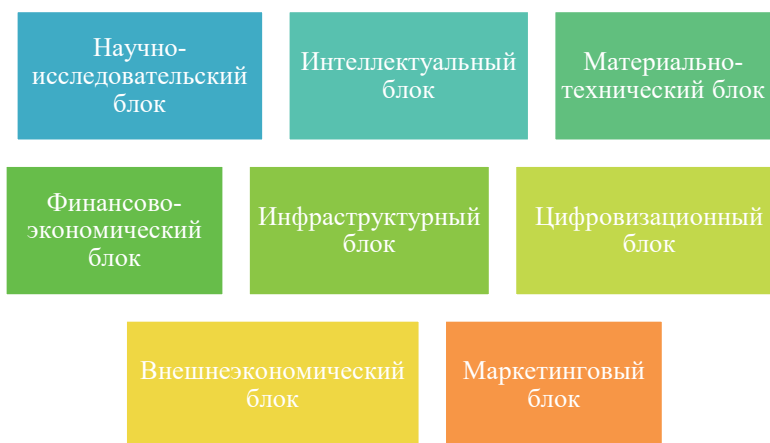 Научно-
исследовательский
блок
Интеллектуальный
блок
Материально-
технический блок
Финансово-
экономический
блок
Инфраструктурный
блок
Цифровизационный
блок
Внешнеэкономический
блок
Маркетинговый
блок